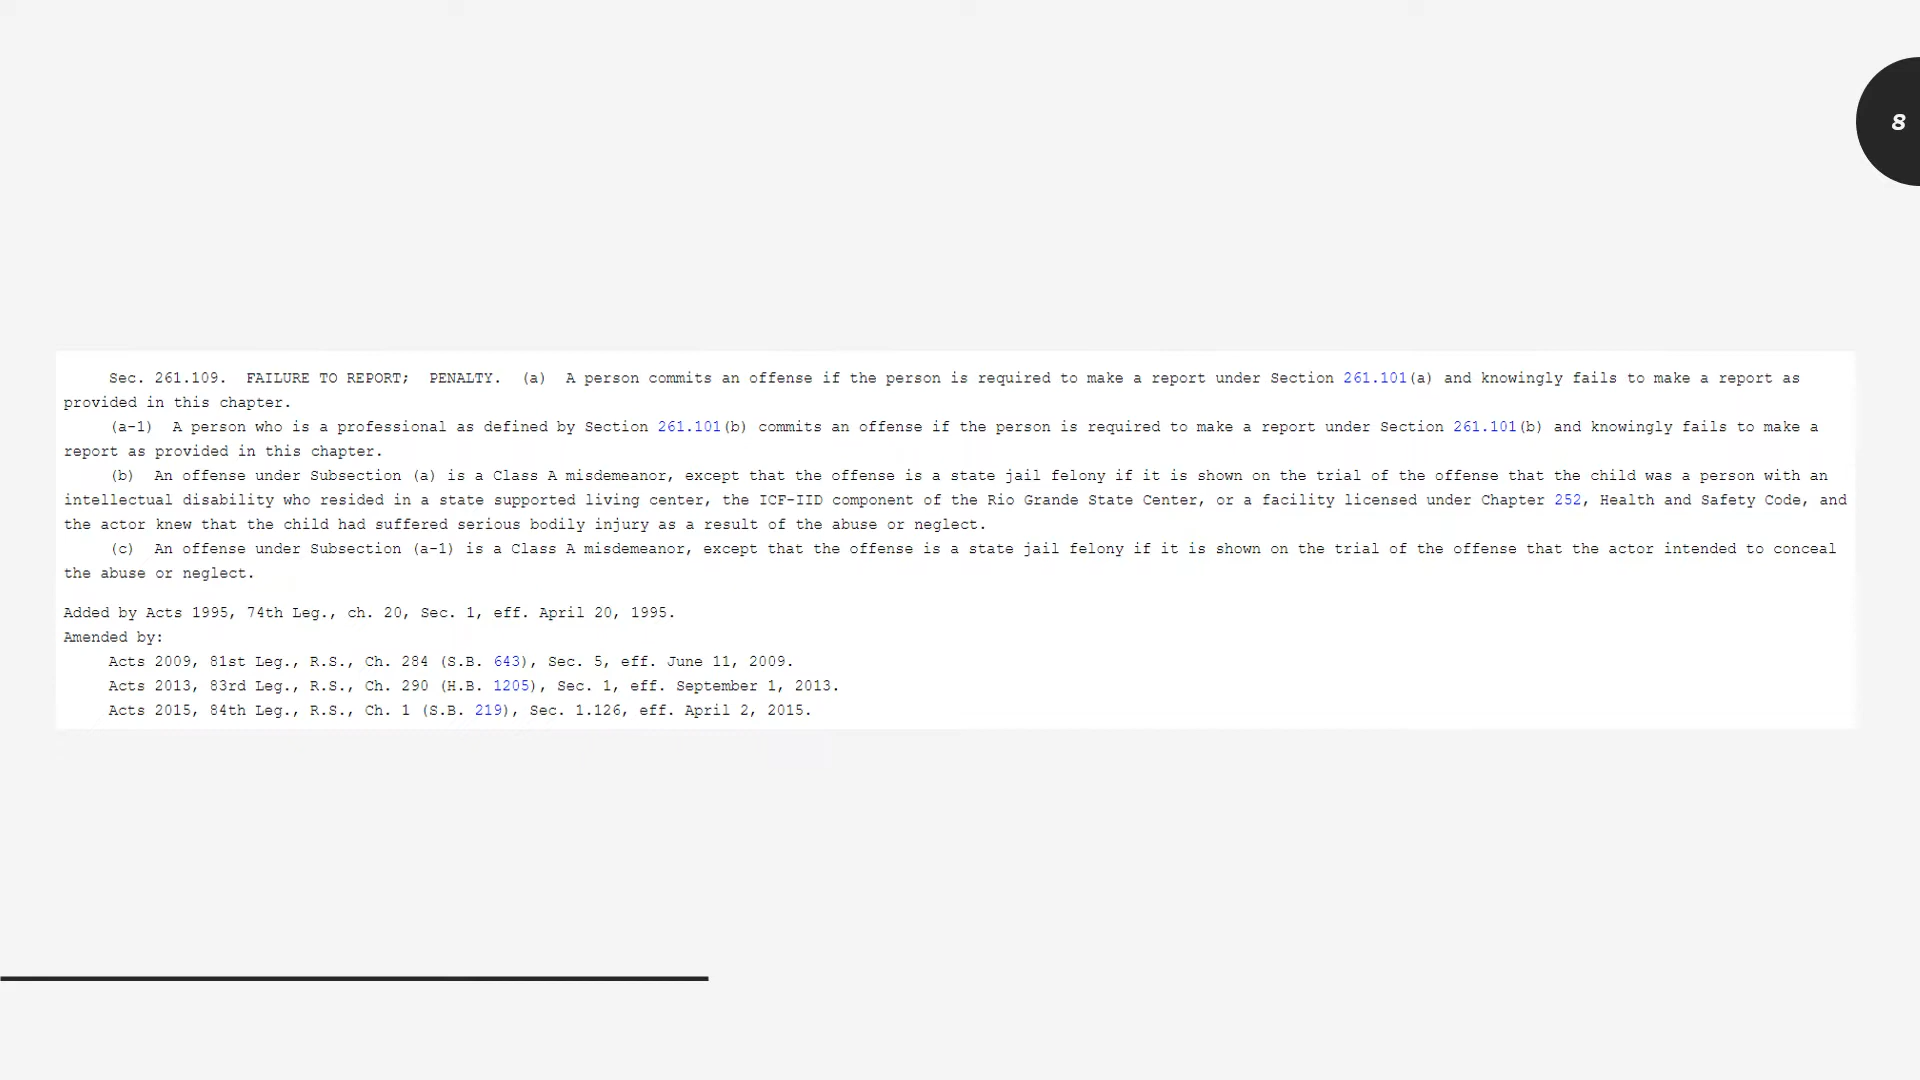 8
Sec. 261.109.  FAILURE TO REPORT;  PENALTY.  (a)  A person commits an offense if the person is required to make a report under Section 261.101(a) and knowingly fails to make a report as
provided in this chapter.
(a-1)  A person who is a professional as defined by Section 261.101(b) commits an offense if the person is required to make a report under Section 261.101(b) and knowingly fails to make a
report as provided in this chapter.
(b)  An offense under Subsection (a) is a Class A misdemeanor, except that the offense is a state jail felony if it is shown on the trial of the offense that the child was a person with an
intellectual disability who resided in a state supported living center, the ICF-IID component of the Rio Grande State Center, or a facility licensed under Chapter 252, Health and Safety Code, and
the actor knew that the child had suffered serious bodily injury as a result of the abuse or neglect.
(c)  An offense under Subsection (a-1) is a Class A misdemeanor, except that the offense is a state jail felony if it is shown on the trial of the offense that the actor intended to conceal
the abuse or neglect.
Added by Acts 1995, 74th Leg., ch. 20, Sec. 1, eff. April 20, 1995.
Amended by:
Acts 2009, 81st Leg., R.S., Ch. 284 (S.B. 643), Sec. 5, eff. June 11, 2009.
Acts 2013, 83rd Leg., R.S., Ch. 290 (H.B. 1205), Sec. 1, eff. September 1, 2013.
Acts 2015, 84th Leg., R.S., Ch. 1 (S.B. 219), Sec. 1.126, eff. April 2, 2015.